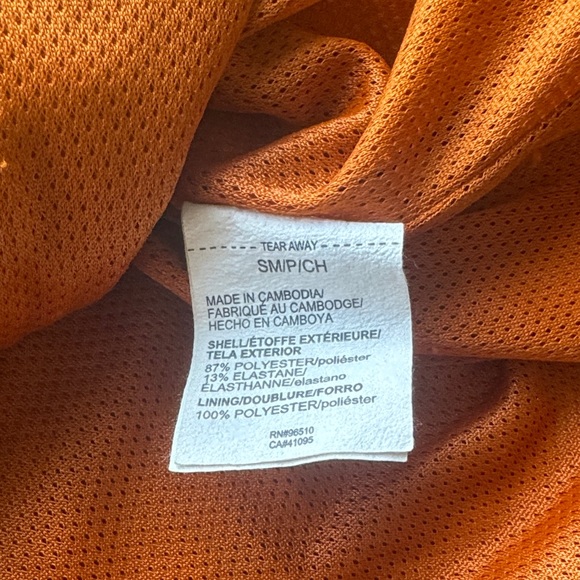 TEAR AWAY
SM/P/CH
MADE IN CAMBODIA/
FABRIQUÉ AU CAMBODGE/
HECHO EN CAMBOYA
SHELL/ÉTOFFE EXTÉRIEURE/
TELA EXTERIOR
87% POLYESTER/poliéster
13% ELASTANE/
ÉLASTHANNE/elastano
LINING/DOUBLURE/FORRO
100% POLYESTER/poliéster
RN#96510
CA#41095